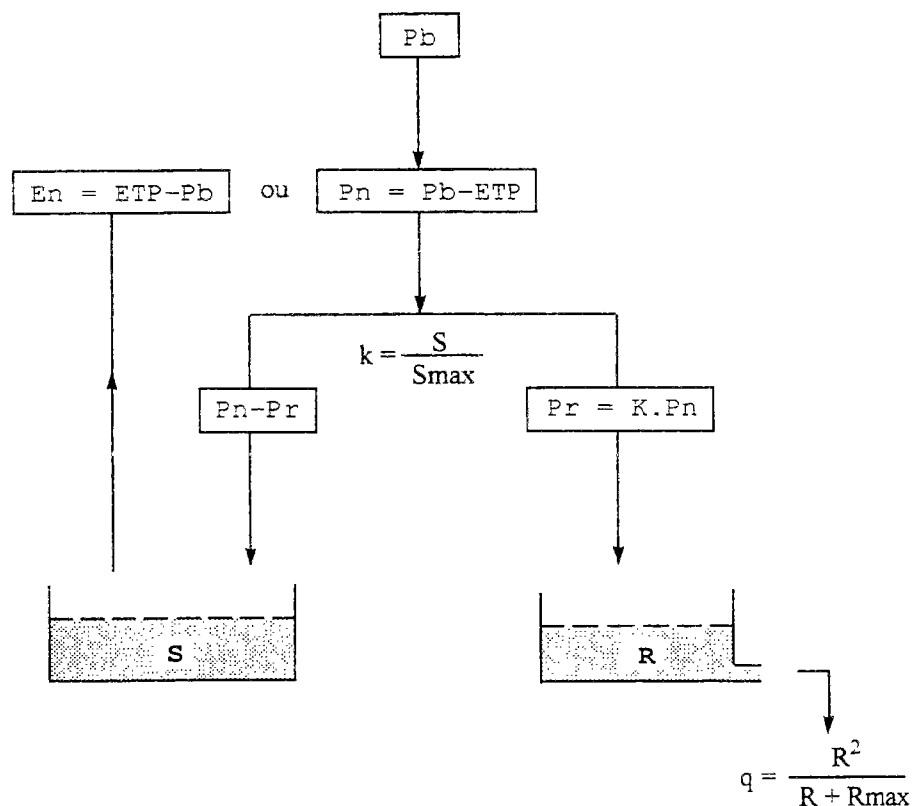 Pb
En = ETP-Pb ou Pn = Pb-ETP
k = S / Smax
Pn-Pr
Pr = K.Pn
S
R
q = R² / R + Rmax